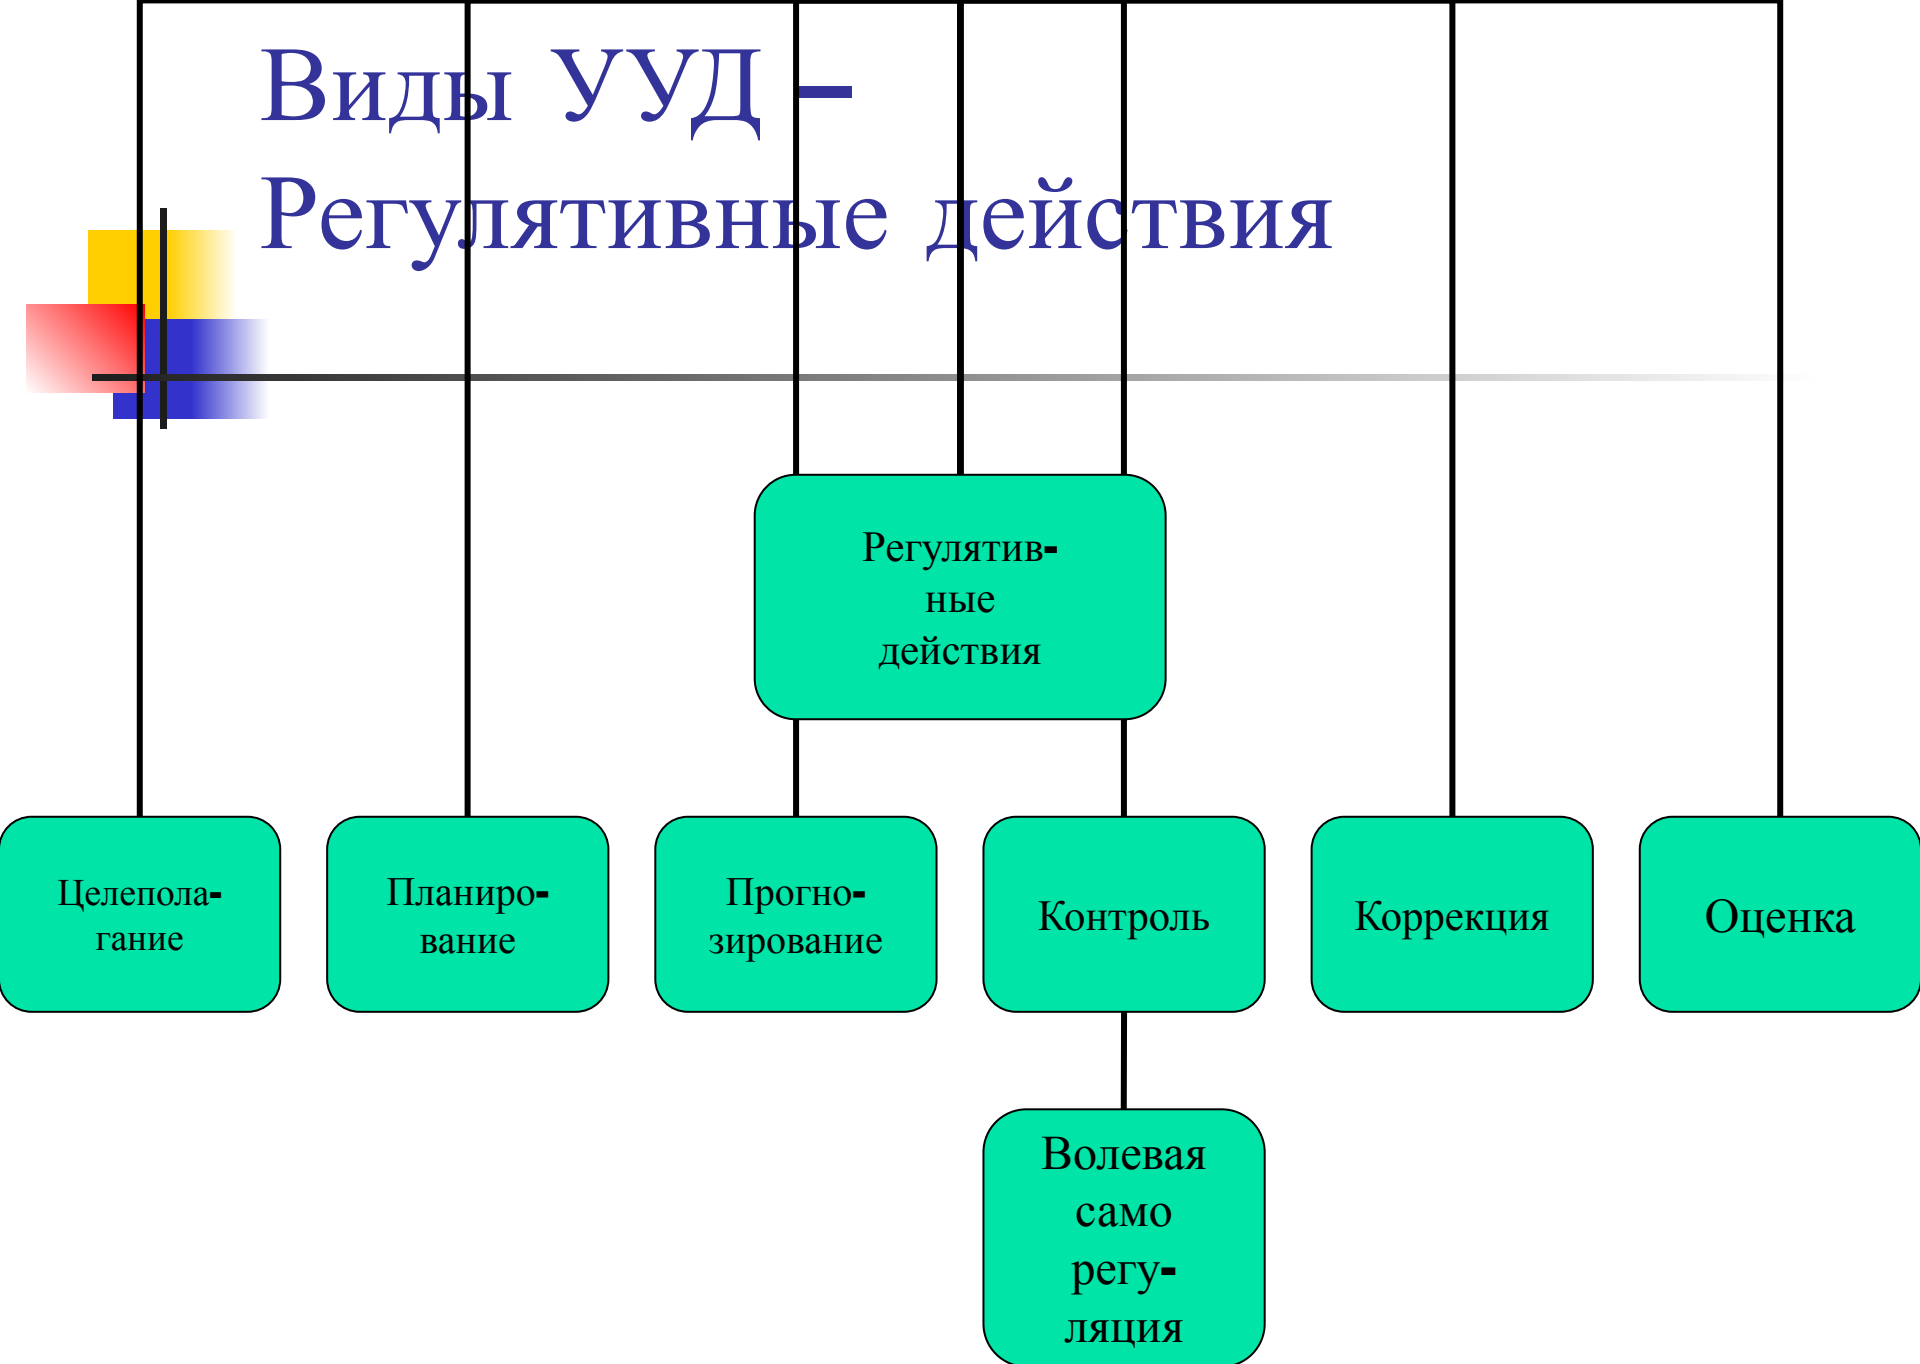 Виды УУД –
Регулятивные действия
Регулятив-
ные
действия
Целепола-
гание
Планиро-
вание
Прогно-
зирование
Контроль
Коррекция
Оценка
Волевая
само
регу-
ляция